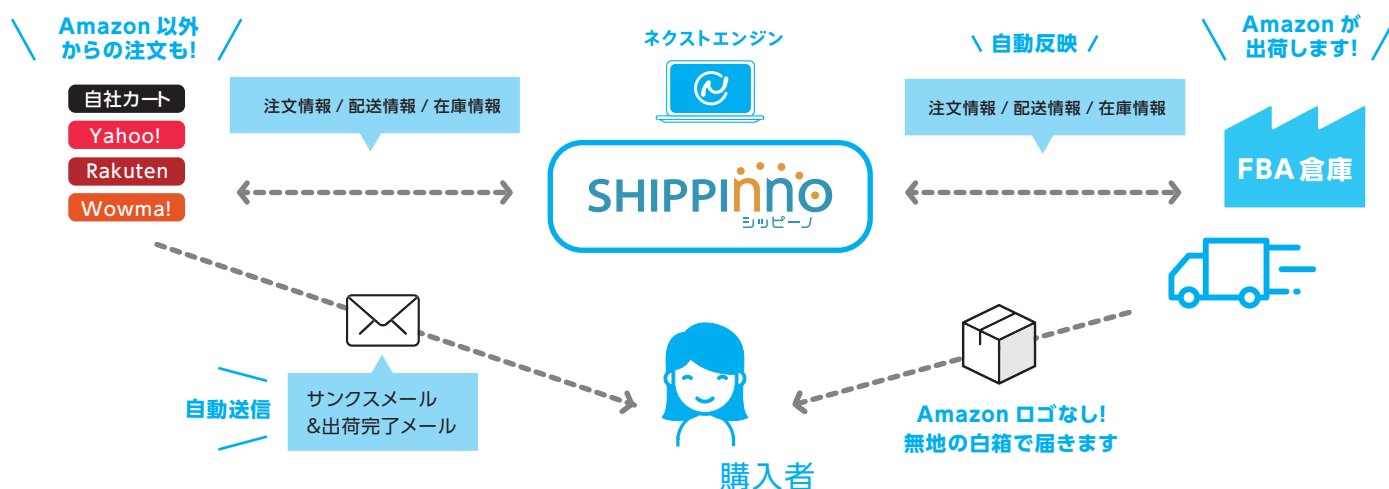 Amazon 以外
からの注文も!
自社カート
Yahoo!
Rakuten
Wowma!
注文情報 / 配送情報 / 在庫情報
ネクストエンジン
SHIPPINNO
シッピーノ
自動反映
注文情報 / 配送情報 / 在庫情報
Amazon が
出荷します!
FBA 倉庫
自動送信
サンクスメール
&出荷完了メール
購入者
Amazon ロゴなし!
無地の白箱で届きます